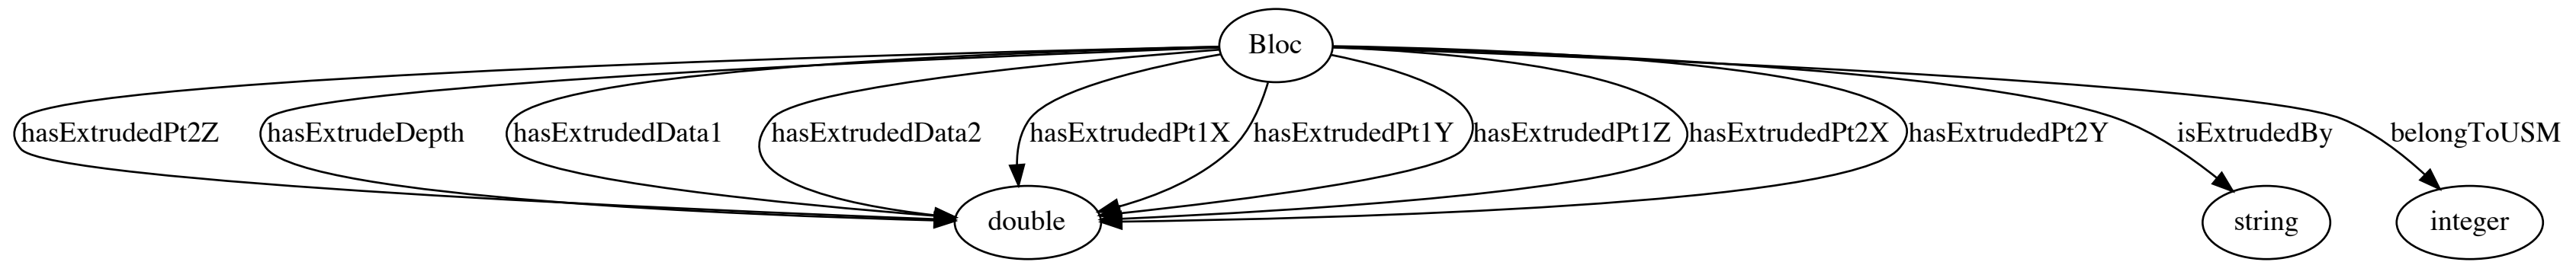 Bloc
hasExtrudedPt2Z
hasExtrudeDepth
hasExtrudedData1
hasExtrudedData2
hasExtrudedPt1X
hasExtrudedPt1Y
hasExtrudedPt1Z
hasExtrudedPt2X
hasExtrudedPt2Y
isExtrudedBy
belongToUSM
double
string
integer